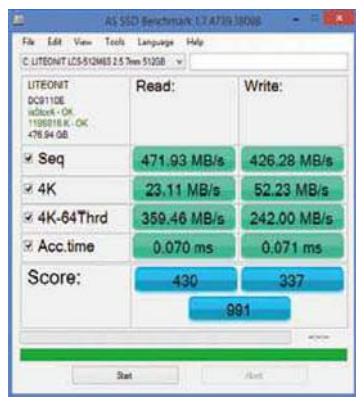 AS SSD Benchmark 1.7.4739.38088
File Edit View Tools Language Help
C: LITEONIT LCS-512M6S 2.5 7mm 512GB
LITEONIT
DC9110E
iaStorA - OK
K - OK
476.94 GB
Read:
Write:
Seq 471.93 MB/s 426.28 MB/s
4K 23.11 MB/s 52.23 MB/s
4K-64Thrd 359.46 MB/s 242.00 MB/s
Acc.time 0.070 ms 0.071 ms
Score: 430 337
991
Start Abort